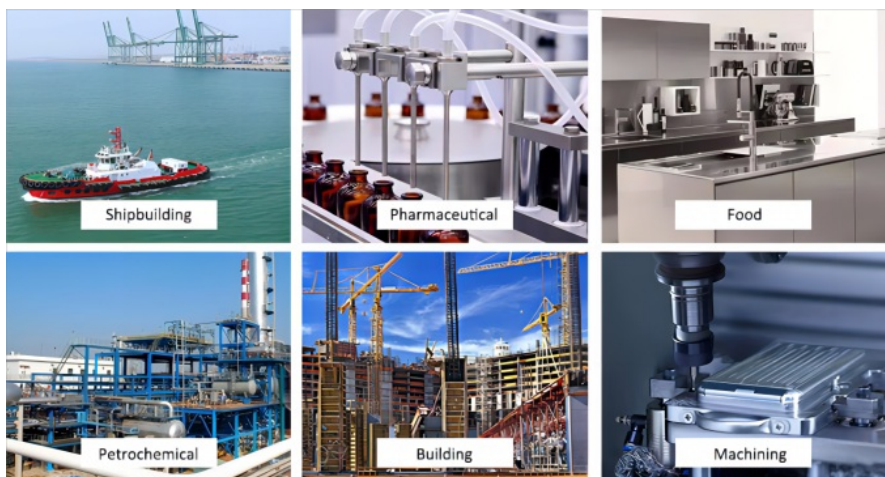 Shipbuilding
Pharmaceutical
Food
Petrochemical
Building
Machining